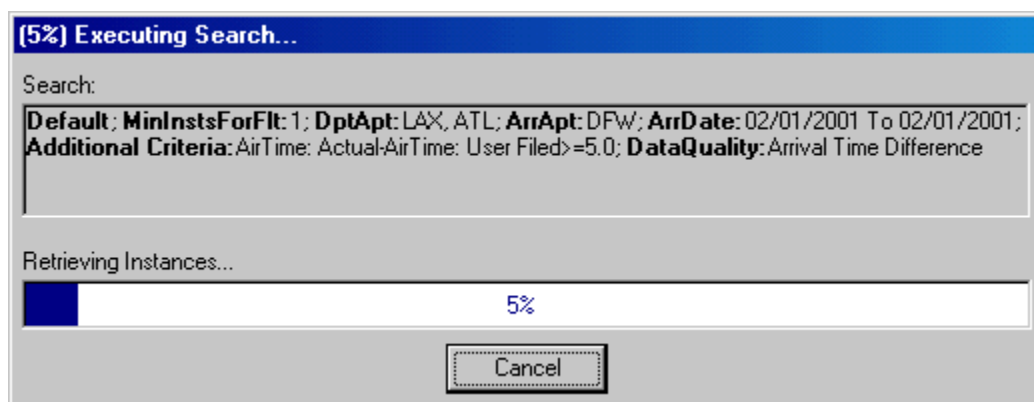 (5%) Executing Search...
Search:
Default; MinInstsForFlt:1; DptApt:LAX, ATL; ArrApt:DFW; ArrDate:02/01/2001 To 02/01/2001;
Additional Criteria:AirTime: Actual-AirTime: User Filed>=5.0; DataQuality:Arrival Time Difference
Retrieving Instances...
5%
Cancel